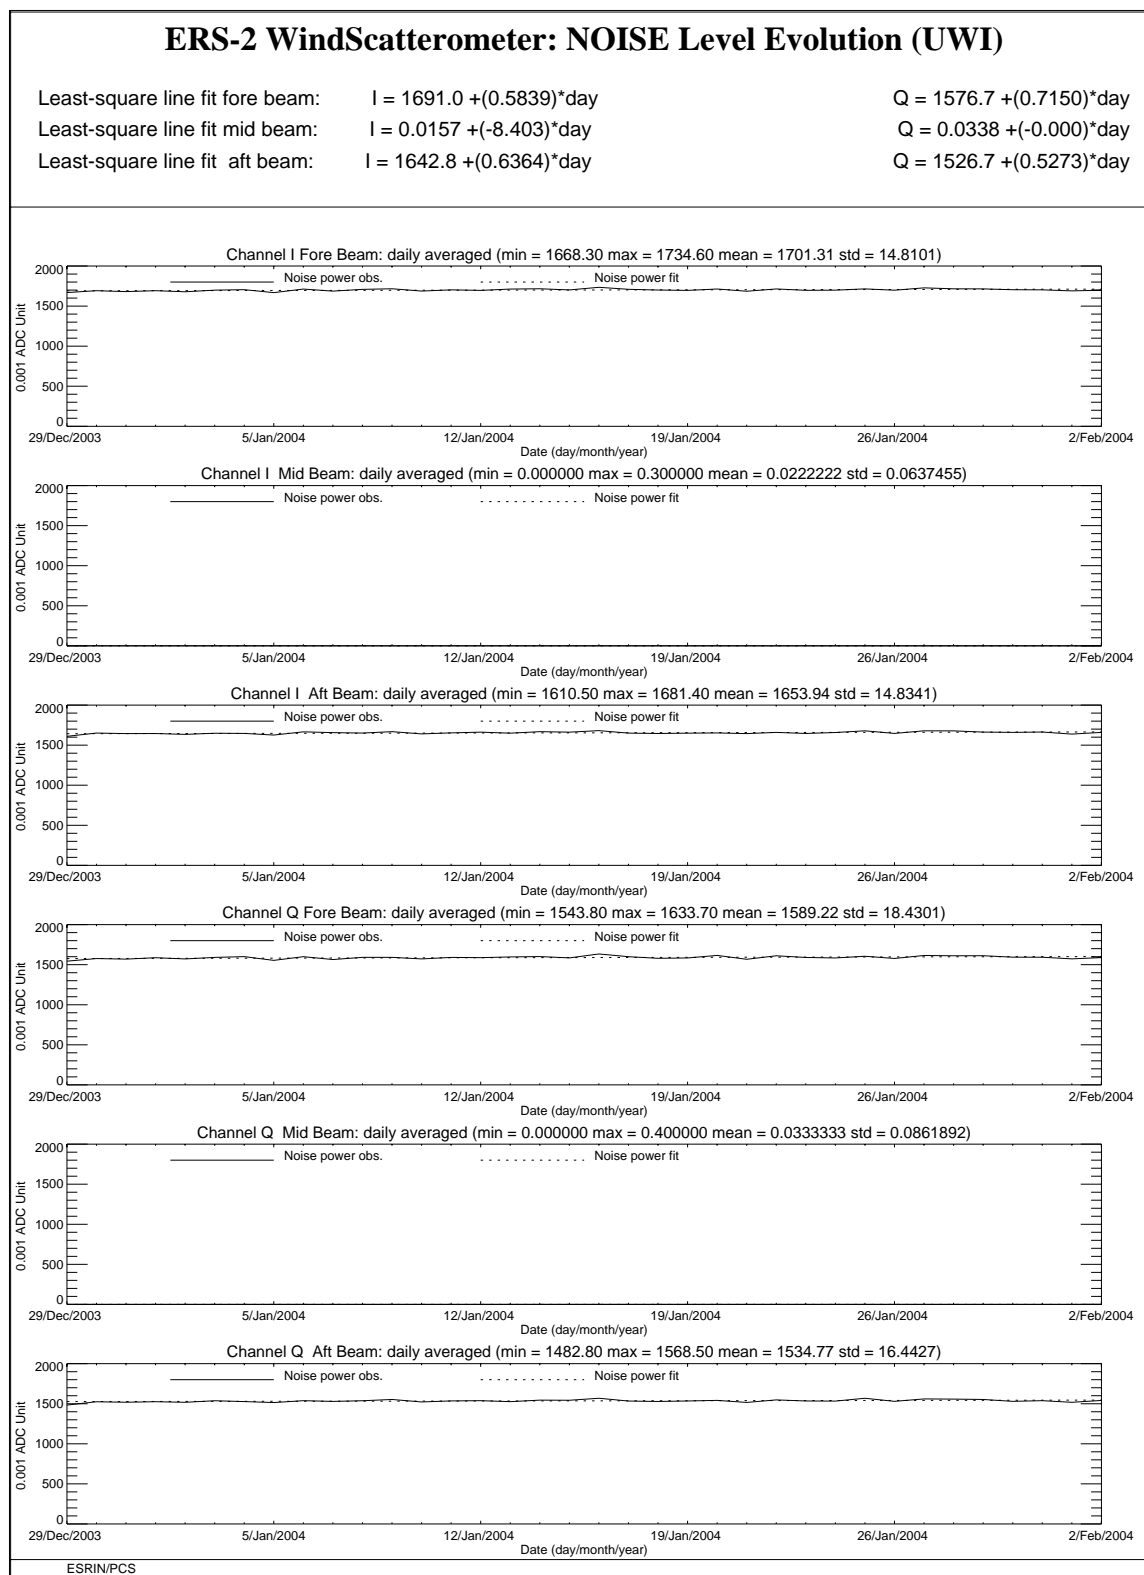 ERS-2 WindScatterometer: NOISE Level Evolution (UWI)
Least-square line fit fore beam: I = 1691.0 +(0.5839)*day Q = 1576.7 +(0.7150)*day
Least-square line fit mid beam: I = 0.0157 +(-8.403)*day Q = 0.0338 +(-0.000)*day
Least-square line fit aft beam: I = 1642.8 +(0.6364)*day Q = 1526.7 +(0.5273)*day
Channel I Fore Beam: daily averaged (min = 1668.30 max = 1734.60 mean = 1701.31 std = 14.8101)
2000
Noise power obs. Noise power fit
1500
1000
500
0
0.001 ADC Unit
29/Dec/2003 5/Jan/2004 12/Jan/2004 19/Jan/2004 26/Jan/2004 2/Feb/2004
Date (day/month/year)
Channel I Mid Beam: daily averaged (min = 0.000000 max = 0.300000 mean = 0.0222222 std = 0.0637455)
2000
Noise power obs. Noise power fit
1500
1000
500
0
0.001 ADC Unit
29/Dec/2003 5/Jan/2004 12/Jan/2004 19/Jan/2004 26/Jan/2004 2/Feb/2004
Date (day/month/year)
Channel I Aft Beam: daily averaged (min = 1610.50 max = 1681.40 mean = 1653.94 std = 14.8341)
2000
Noise power obs. Noise power fit
1500
1000
500
0
0.001 ADC Unit
29/Dec/2003 5/Jan/2004 12/Jan/2004 19/Jan/2004 26/Jan/2004 2/Feb/2004
Date (day/month/year)
Channel Q Fore Beam: daily averaged (min = 1543.80 max = 1633.70 mean = 1589.22 std = 18.4301)
2000
Noise power obs. Noise power fit
1500
1000
500
0
0.001 ADC Unit
29/Dec/2003 5/Jan/2004 12/Jan/2004 19/Jan/2004 26/Jan/2004 2/Feb/2004
Date (day/month/year)
Channel Q Mid Beam: daily averaged (min = 0.000000 max = 0.400000 mean = 0.0333333 std = 0.0861892)
2000
Noise power obs. Noise power fit
1500
1000
500
0
0.001 ADC Unit
29/Dec/2003 5/Jan/2004 12/Jan/2004 19/Jan/2004 26/Jan/2004 2/Feb/2004
Date (day/month/year)
Channel Q Aft Beam: daily averaged (min = 1482.80 max = 1568.50 mean = 1534.77 std = 16.4427)
2000
Noise power obs. Noise power fit
1500
1000
500
0
0.001 ADC Unit
29/Dec/2003 5/Jan/2004 12/Jan/2004 19/Jan/2004 26/Jan/2004 2/Feb/2004
Date (day/month/year)
ESRIN/PCS